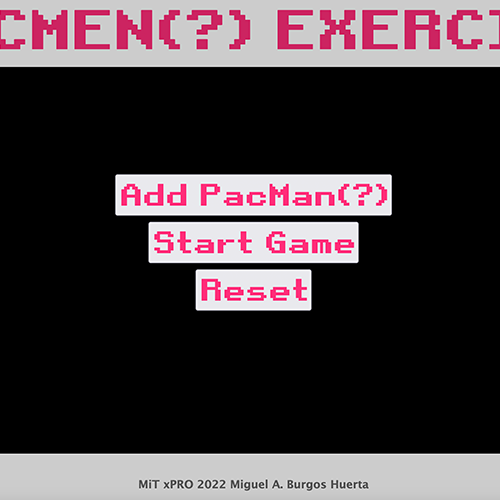 CMEN(?) EXERCI
Add PacMan(?)
Start Game
Reset
MiT xPRO 2022 Miguel A. Burgos Huerta